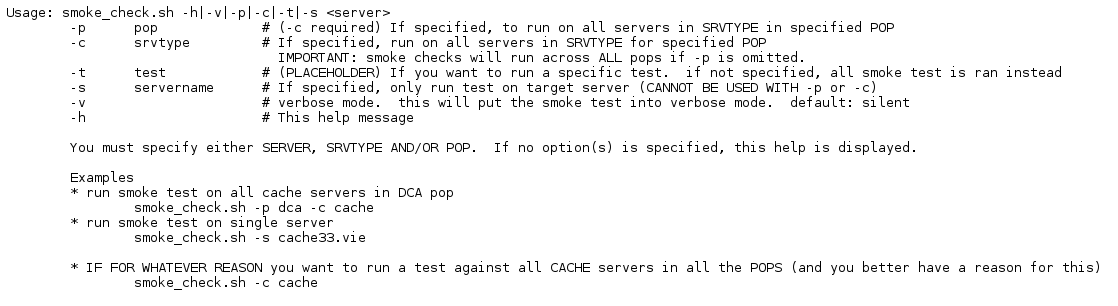 Usage: smoke_check.sh -h|-v|-p|-c|-t|-s <server>
-p pop # (-c required) If specified, to run on all servers in SRVTYPE in specified POP
-c srvtype # If specified, run on all servers in SRVTYPE for specified POP
IMPORTANT: smoke checks will run across ALL pops if -p is omitted.
-t test # (PLACEHOLDER) If you want to run a specific test.  if not specified, all smoke test is ran instead
-s servername # If specified, only run test on target server (CANNOT BE USED WITH -p or -c)
-v # verbose mode.  this will put the smoke test into verbose mode.  default: silent
-h # This help message
You must specify either SERVER, SRVTYPE AND/OR POP.  If no option(s) is specified, this help is displayed.
Examples
* run smoke test on all cache servers in DCA pop
smoke_check.sh -p dca -c cache
* run smoke test on single server
smoke_check.sh -s cache33.vie
* IF FOR WHATEVER REASON you want to run a test against all CACHE servers in all the POPS (and you better have a reason for this)
smoke_check.sh -c cache